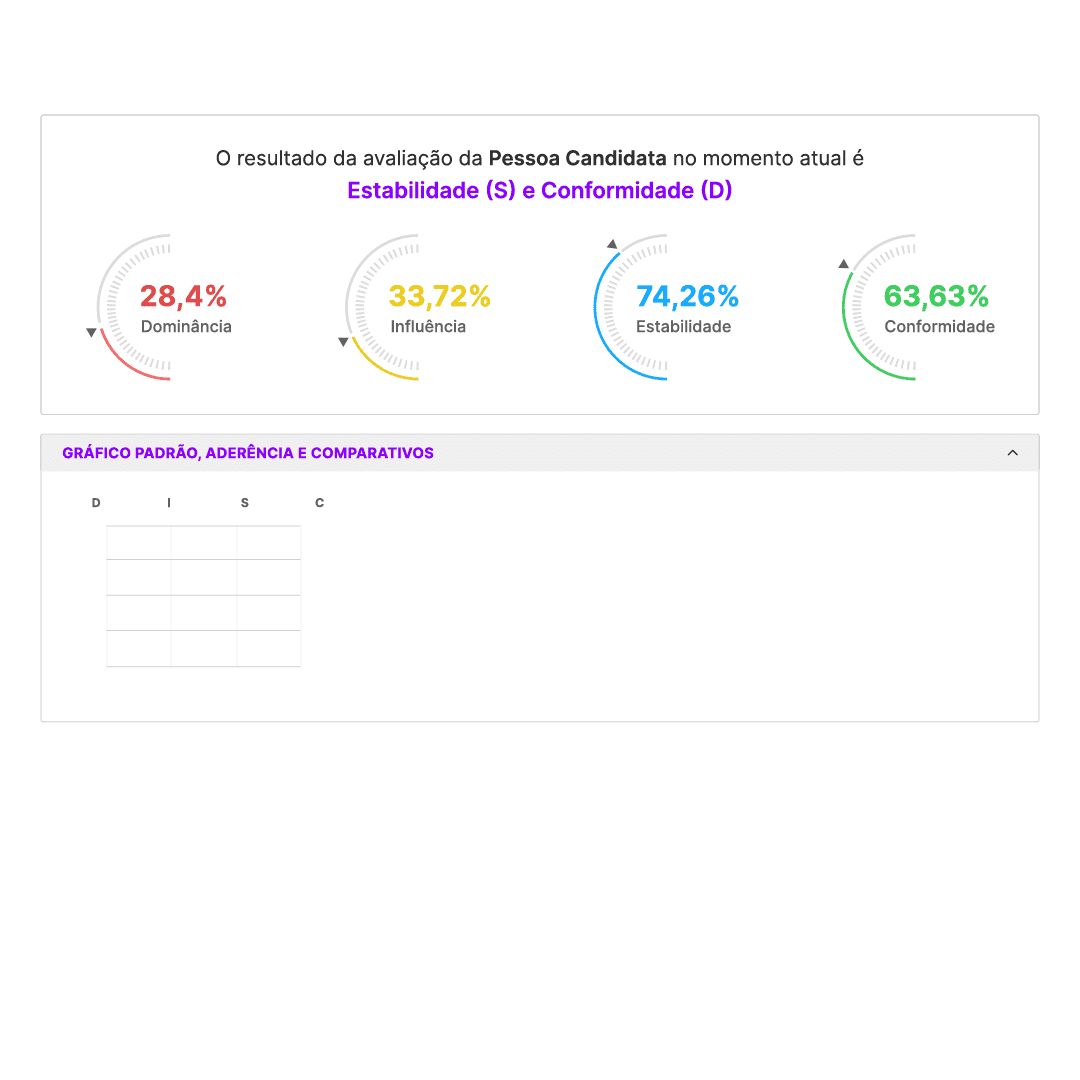 O resultado da avaliação da Pessoa Candidata no momento atual é
Estabilidade (S) e Conformidade (D)
28,4%
Dominância
33,72%
Influência
74,26%
Estabilidade
63,63%
Conformidade
GRÁFICO PADRÃO, ADERÊNCIA E COMPARATIVOS
D I S C